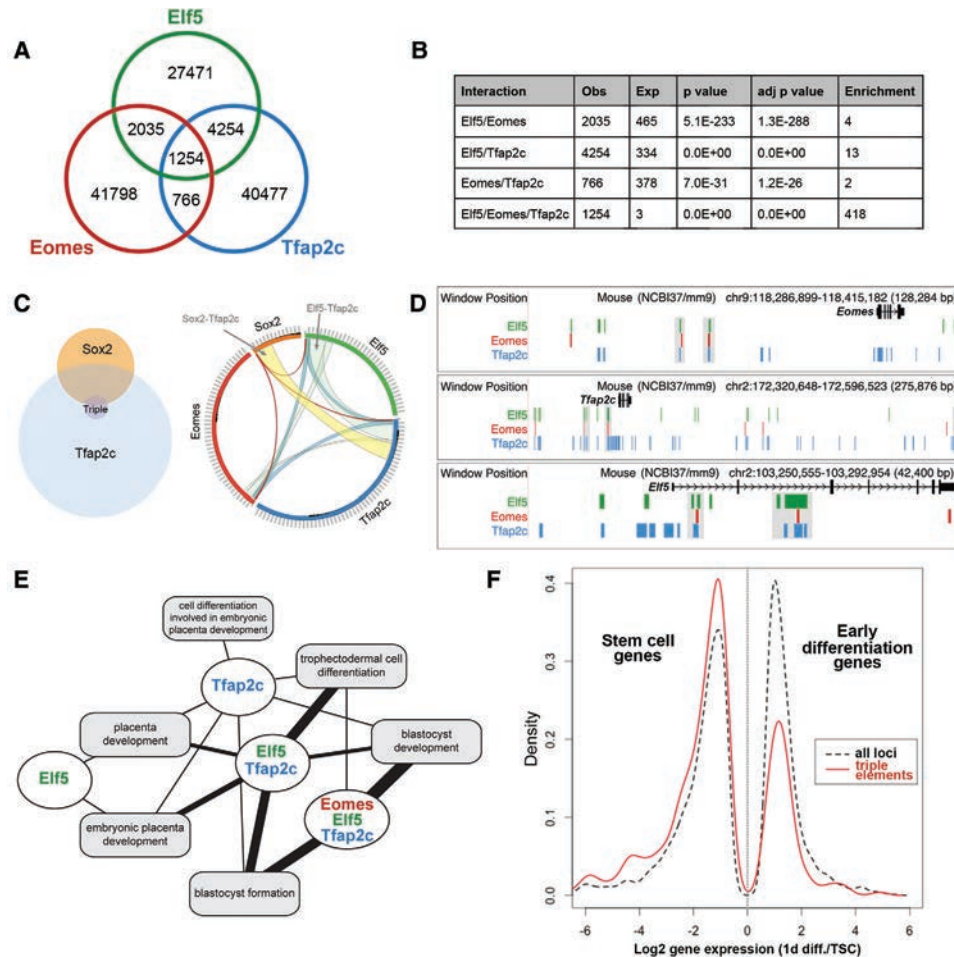 A
Elf5
27471
2035
4254
1254
41798
766
40477
Eomes
Tfap2c
B
Interaction Obs Exp p value adj p value Enrichment
Elf5/Eomes 2035 465 5.1E-233 1.3E-288 4
Elf5/Tfap2c 4254 334 0.0E+00 0.0E+00 13
Eomes/Tfap2c 766 378 7.0E-31 1.2E-26 2
Elf5/Eomes/Tfap2c 1254 3 0.0E+00 0.0E+00 418
C
Sox2
Triple
Tfap2c
Sox2-Tfap2c
Elf5-Tfap2c
Sox2
Elf5
Eomes
Tfap2c
D
Window Position Mouse (NCBI37/mm9) chr9:118,286,899-118,415,182 (128,284 bp)
Eomes
Elf5
Eomes
Tfap2c
Window Position Mouse (NCBI37/mm9) chr2:172,320,648-172,596,523 (275,876 bp)
Tfap2c
Elf5
Eomes
Tfap2c
Window Position Mouse (NCBI37/mm9) chr2:103,250,555-103,292,954 (42,400 bp)
Elf5
Elf5
Eomes
Tfap2c
E
cell differentiation
involved in embryonic
placenta development
trophectodermal cell
differentiation
Tfap2c
placenta
development
blastocyst
development
Elf5
Elf5
Tfap2c
Eomes
Elf5
Tfap2c
embryonic placenta
development
blastocyst formation
F
Density
0.4
0.3
0.2
0.1
0.0
Stem cell
genes
Early
differentiation
genes
all loci
triple
elements
-6 -4 -2 0 2 4 6
Log2 gene expression (1d diff./TSC)